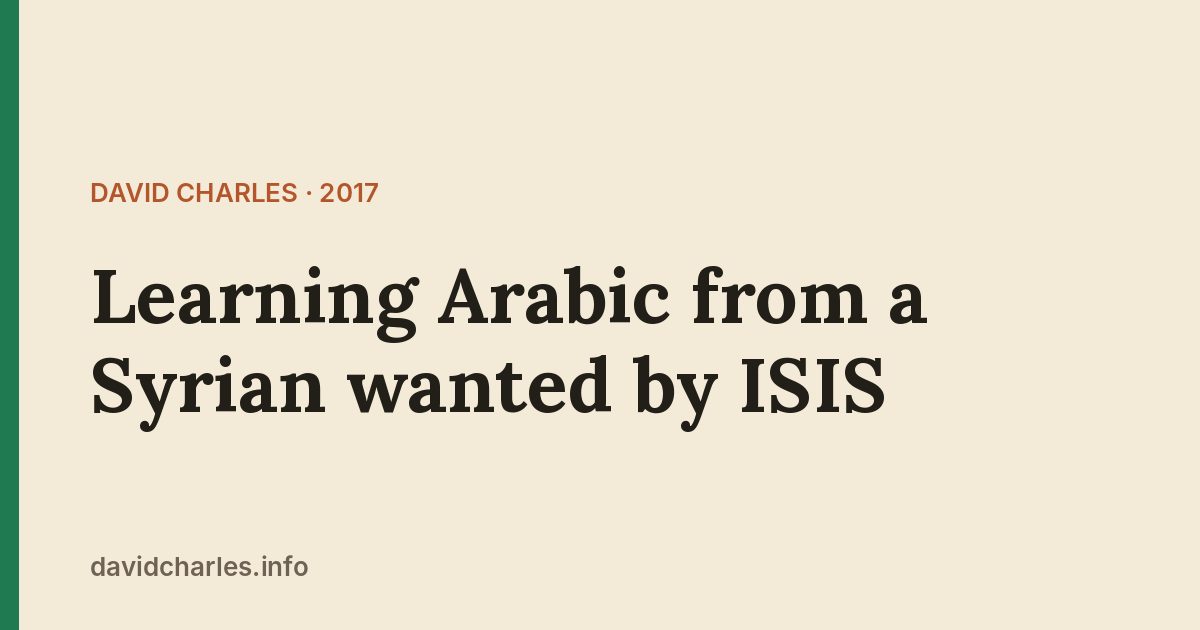 DAVID CHARLES · 2017
Learning Arabic from a
Syrian wanted by ISIS
davidcharles.info